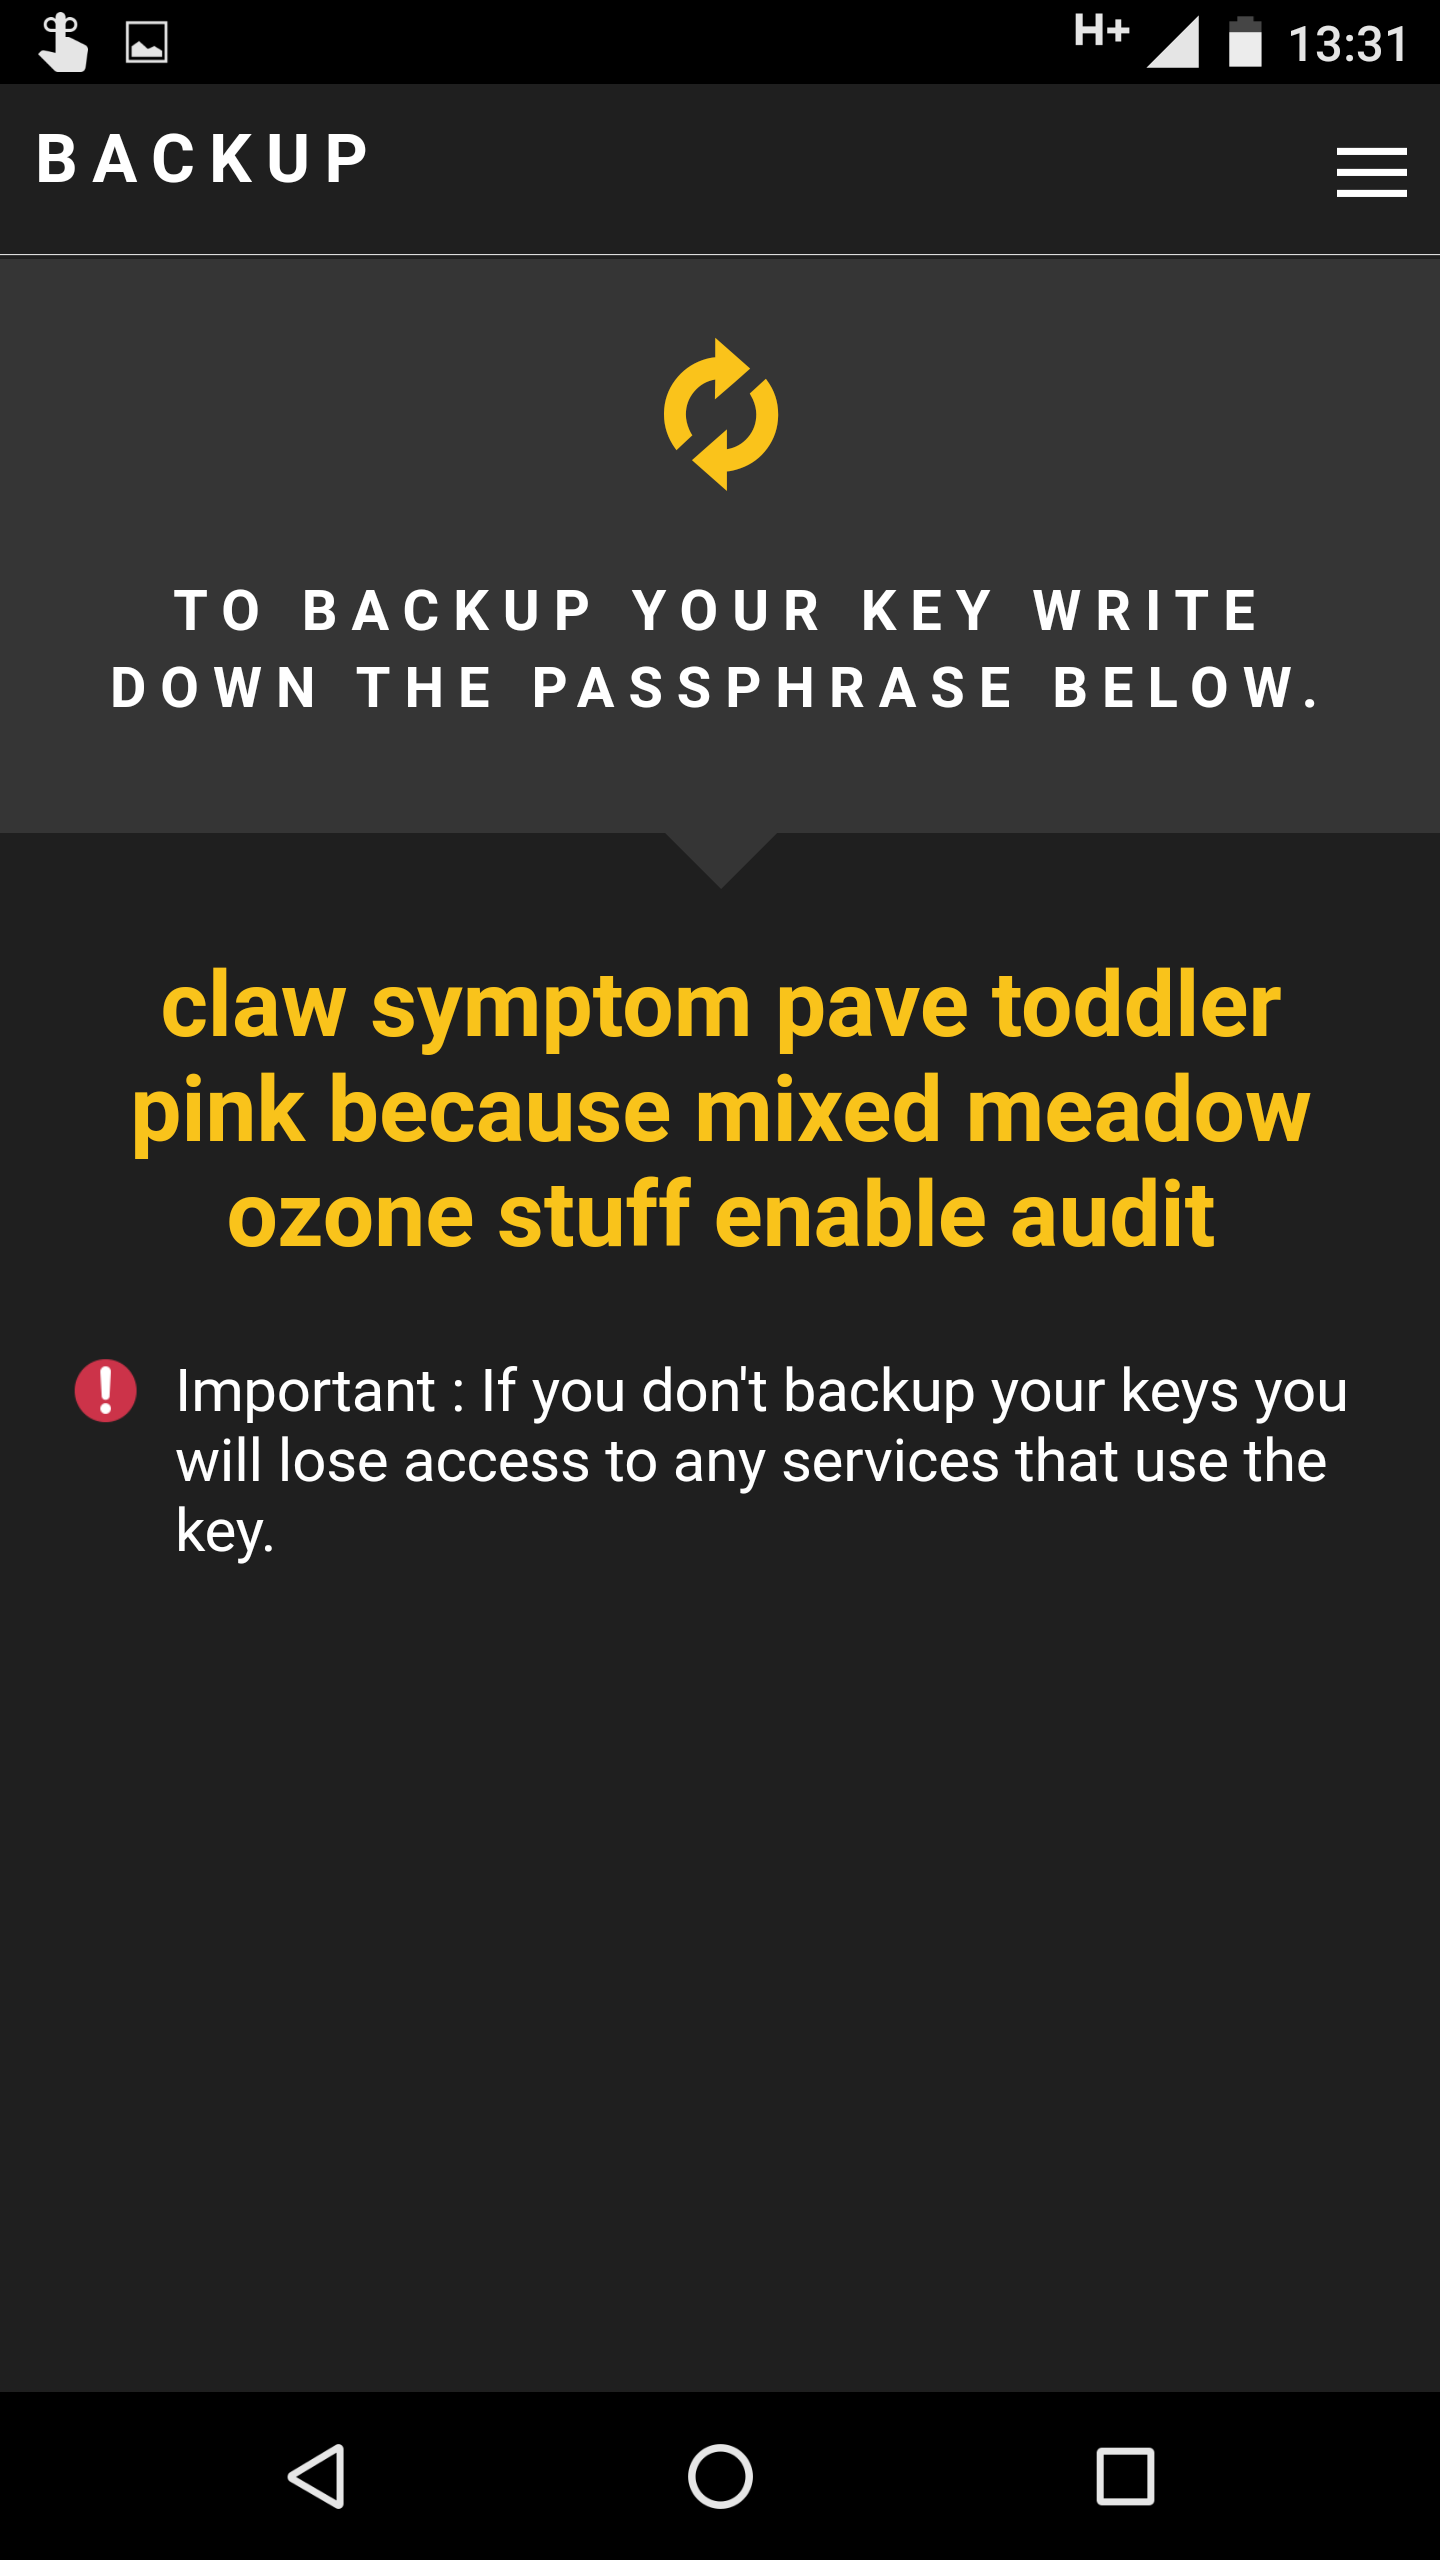 H+ 13:31
BACKUP
TO BACKUP YOUR KEY WRITE
DOWN THE PASSPHRASE BELOW.
claw symptom pave toddler
pink because mixed meadow
ozone stuff enable audit
Important : If you don't backup your keys you
will lose access to any services that use the
key.